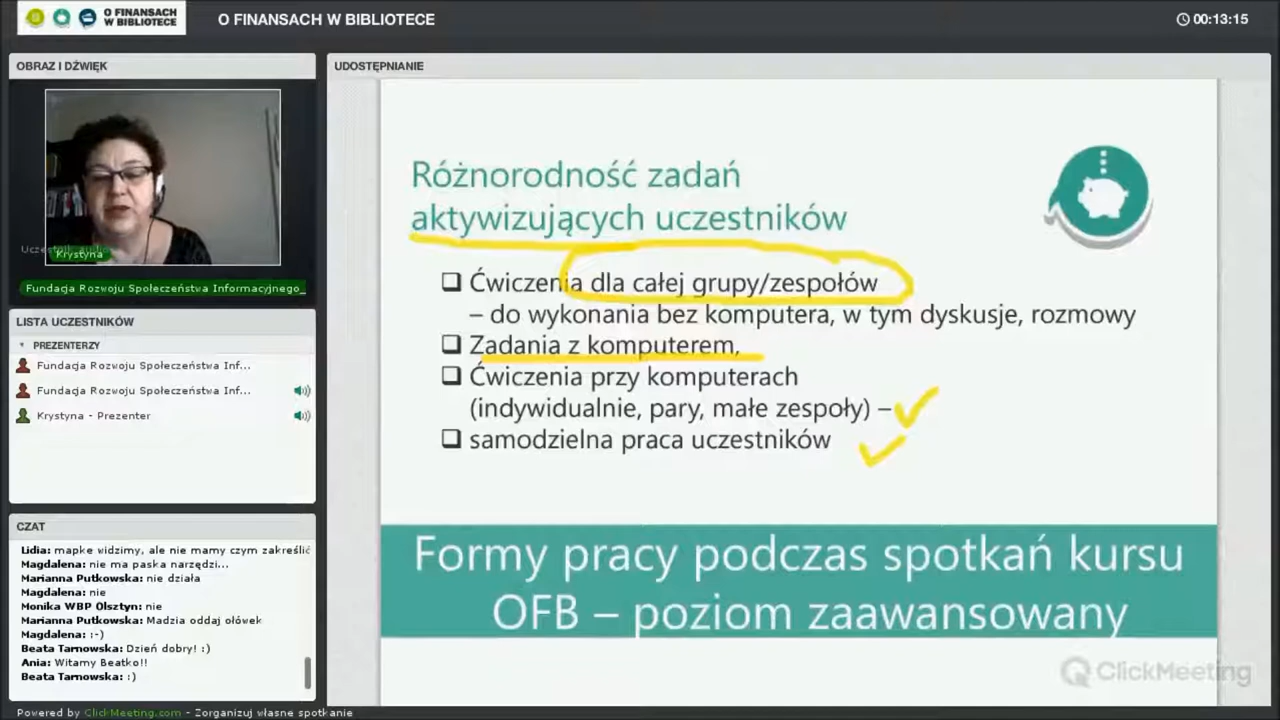 O FINANSACH
W BIBLIOTECE
O FINANSACH W BIBLIOTECE
00:13:15
OBRAZ I DŹWIĘK
Krystyna
Fundacja Rozwoju Społeczeństwa Informacyjnego_
LISTA UCZESTNIKÓW
PREZENTERZY
Fundacja Rozwoju Społeczeństwa Inf...
Fundacja Rozwoju Społeczeństwa Inf...
Krystyna - Prezenter
CZAT
Lidia: mapke widzimy, ale nie mamy czym zakreślić
Magdalena: nie ma paska narzędzi...
Marianna Putkowska: nie działa
Magdalena: nie
Monika WBP Olsztyn: nie
Marianna Putkowska: Madzia oddaj ołówek
Magdalena: :-)
Beata Tarnowska: Dzień dobry! :)
Ania: Witamy Beatko!!
Beata Tarnowska: :)
Powered by ClickMeeting.com - Zorganizuj własne spotkanie
UDOSTĘPNIANIE
Różnorodność zadań
aktywizujących uczestników
❑ Ćwiczenia dla całej grupy/zespołów
– do wykonania bez komputera, w tym dyskusje, rozmowy
❑ Zadania z komputerem,
❑ Ćwiczenia przy komputerach
(indywidualnie, pary, małe zespoły) –
❑ samodzielna praca uczestników
Formy pracy podczas spotkań kursu
OFB – poziom zaawansowany
ClickMeeting